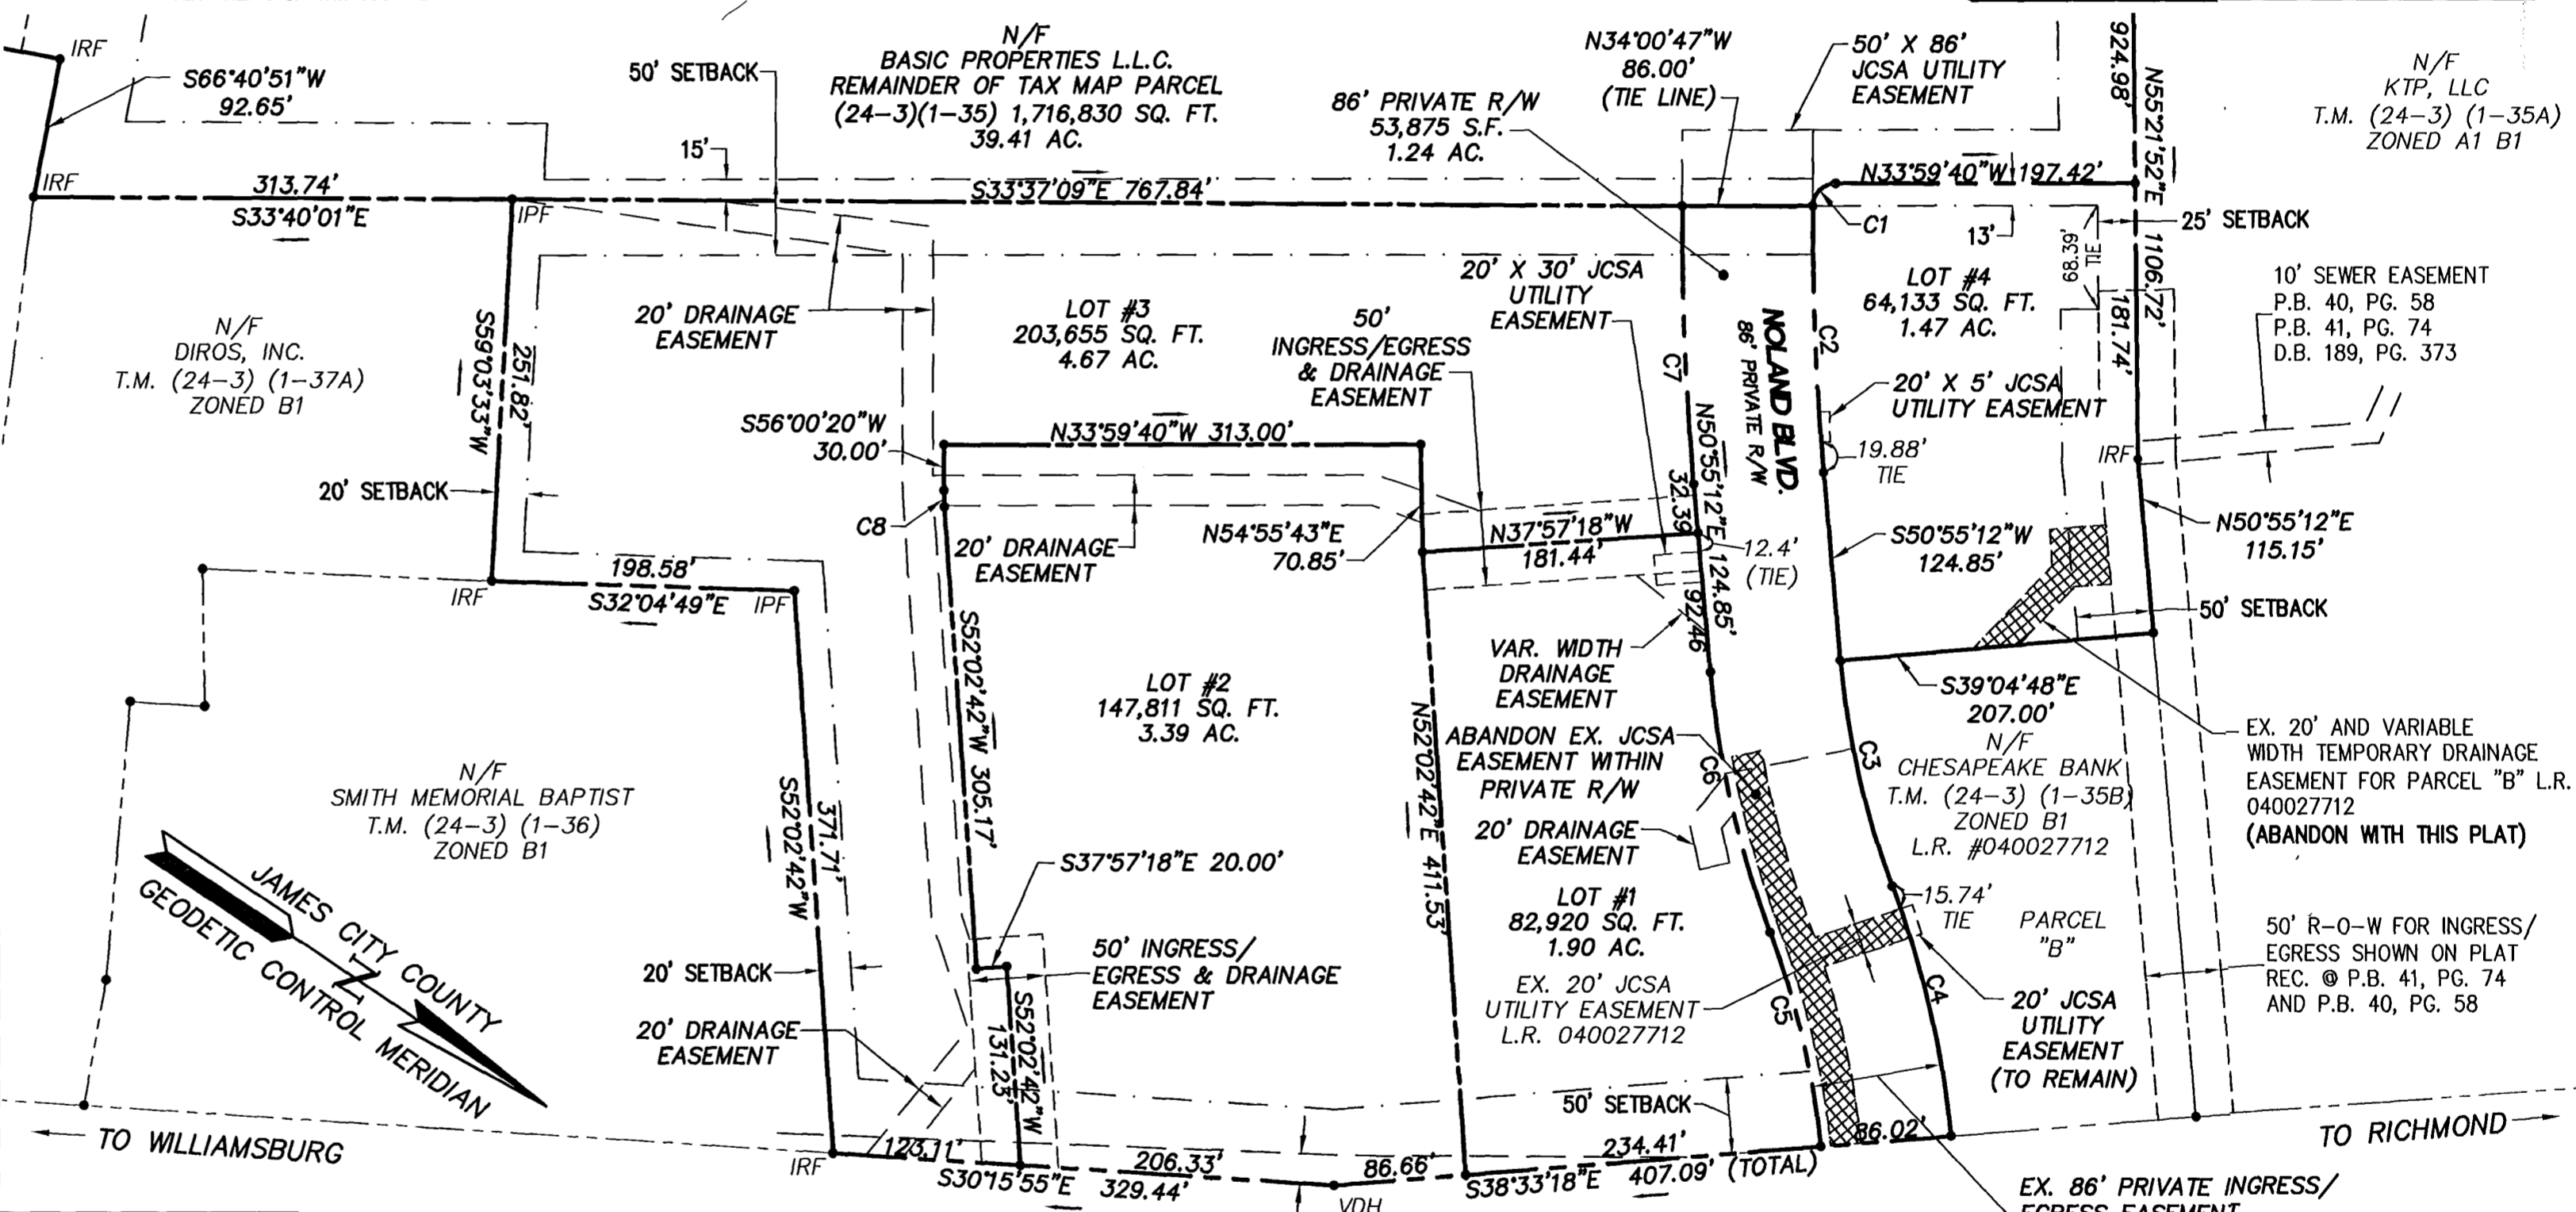 IRF
S66°40'51"W
92.65'
50' SETBACK
N/F
BASIC PROPERTIES L.L.C.
REMAINDER OF TAX MAP PARCEL
(24-3)(1-35) 1,716,830 SQ. FT.
39.41 AC.
N34°00'47"W
86.00'
(TIE LINE)
50' X 86'
JCSA UTILITY
EASEMENT
86' PRIVATE R/W
53,875 S.F.
1.24 AC.
924.98'
N55°21'52"E 1106.72'
N/F
KTP, LLC
T.M. (24-3) (1-35A)
ZONED A1 B1
15'
IRF
313.74'
S33°40'01"E
IPF
S33°37'09"E 767.84'
N33°59'40"W 197.42'
C1
13'
25' SETBACK
68.39'
TIE
181.74'
LOT #4
64,133 SQ. FT.
1.47 AC.
10' SEWER EASEMENT
P.B. 40, PG. 58
P.B. 41, PG. 74
D.B. 189, PG. 373
N/F
DIROS, INC.
T.M. (24-3) (1-37A)
ZONED B1
S59°03'33"W
251.82'
20' DRAINAGE
EASEMENT
LOT #3
203,655 SQ. FT.
4.67 AC.
20' X 30' JCSA
UTILITY
EASEMENT
50'
INGRESS/EGRESS
& DRAINAGE
EASEMENT
C7
NOLAND BLVD.
86' PRIVATE R/W
C2
20' X 5' JCSA
UTILITY EASEMENT
19.88'
TIE
IRF
S56°00'20"W
30.00'
N33°59'40"W 313.00'
20' SETBACK
C8
20' DRAINAGE
EASEMENT
N54°55'43"E
70.85'
N37°57'18"W
181.44'
32.39
N50°55'12"E 124.85'
12.4'
(TIE)
92.46
S50°55'12"W
124.85'
N50°55'12"E
115.15'
50' SETBACK
198.58'
IRF
S32°04'49"E
IPF
S52°02'42"W 305.17'
LOT #2
147,811 SQ. FT.
3.39 AC.
VAR. WIDTH
DRAINAGE
EASEMENT
S39°04'48"E
207.00'
N/F
CHESAPEAKE BANK
T.M. (24-3) (1-35B)
ZONED B1
L.R. #040027712
EX. 20' AND VARIABLE
WIDTH TEMPORARY DRAINAGE
EASEMENT FOR PARCEL "B" L.R.
040027712
(ABANDON WITH THIS PLAT)
N/F
SMITH MEMORIAL BAPTIST
T.M. (24-3) (1-36)
ZONED B1
S52°02'42"W
371.71'
N52°02'42"E 411.53'
ABANDON EX. JCSA
EASEMENT WITHIN
PRIVATE R/W
C6
C3
20' DRAINAGE
EASEMENT
S37°57'18"E 20.00'
LOT #1
82,920 SQ. FT.
1.90 AC.
15.74'
TIE
PARCEL
"B"
JAMES CITY COUNTY
GEODETIC CONTROL MERIDIAN
20' SETBACK
50' INGRESS/
EGRESS & DRAINAGE
EASEMENT
EX. 20' JCSA
UTILITY EASEMENT
L.R. 040027712
C5
C4
20' JCSA
UTILITY
EASEMENT
(TO REMAIN)
50' R-O-W FOR INGRESS/
EGRESS SHOWN ON PLAT
REC. @ P.B. 41, PG. 74
AND P.B. 40, PG. 58
20' DRAINAGE
EASEMENT
S52°02'42"W
131.23'
50' SETBACK
TO WILLIAMSBURG
IRF
123.11'
206.33'
S30°15'55"E
329.44'
VDH
86.66'
234.41'
S38°33'18"E
407.09' (TOTAL)
86.02'
TO RICHMOND
EX. 86' PRIVATE INGRESS/
EGRESS EASEMENT